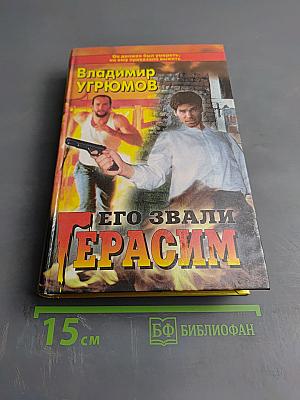 Он должен был умереть,
но ему приказали выжить
Владимир
УГРЮМОВ
ЕГО ЗВАЛИ
ГЕРАСИМ
15 см
БФ БИБЛИОФАН